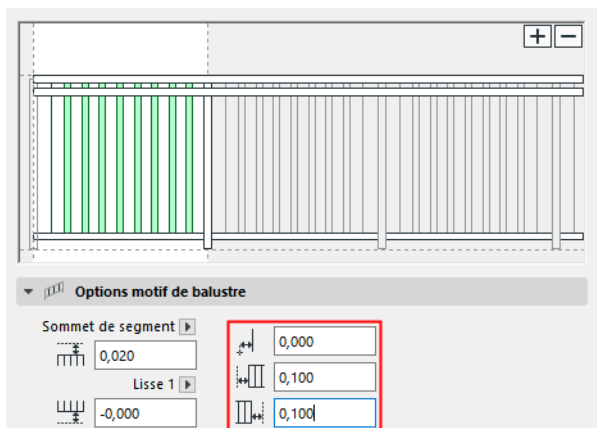 Options motif de balustre
Sommet de segment
0,020
0,000
0,100
Lisse 1
-0,000
0,100